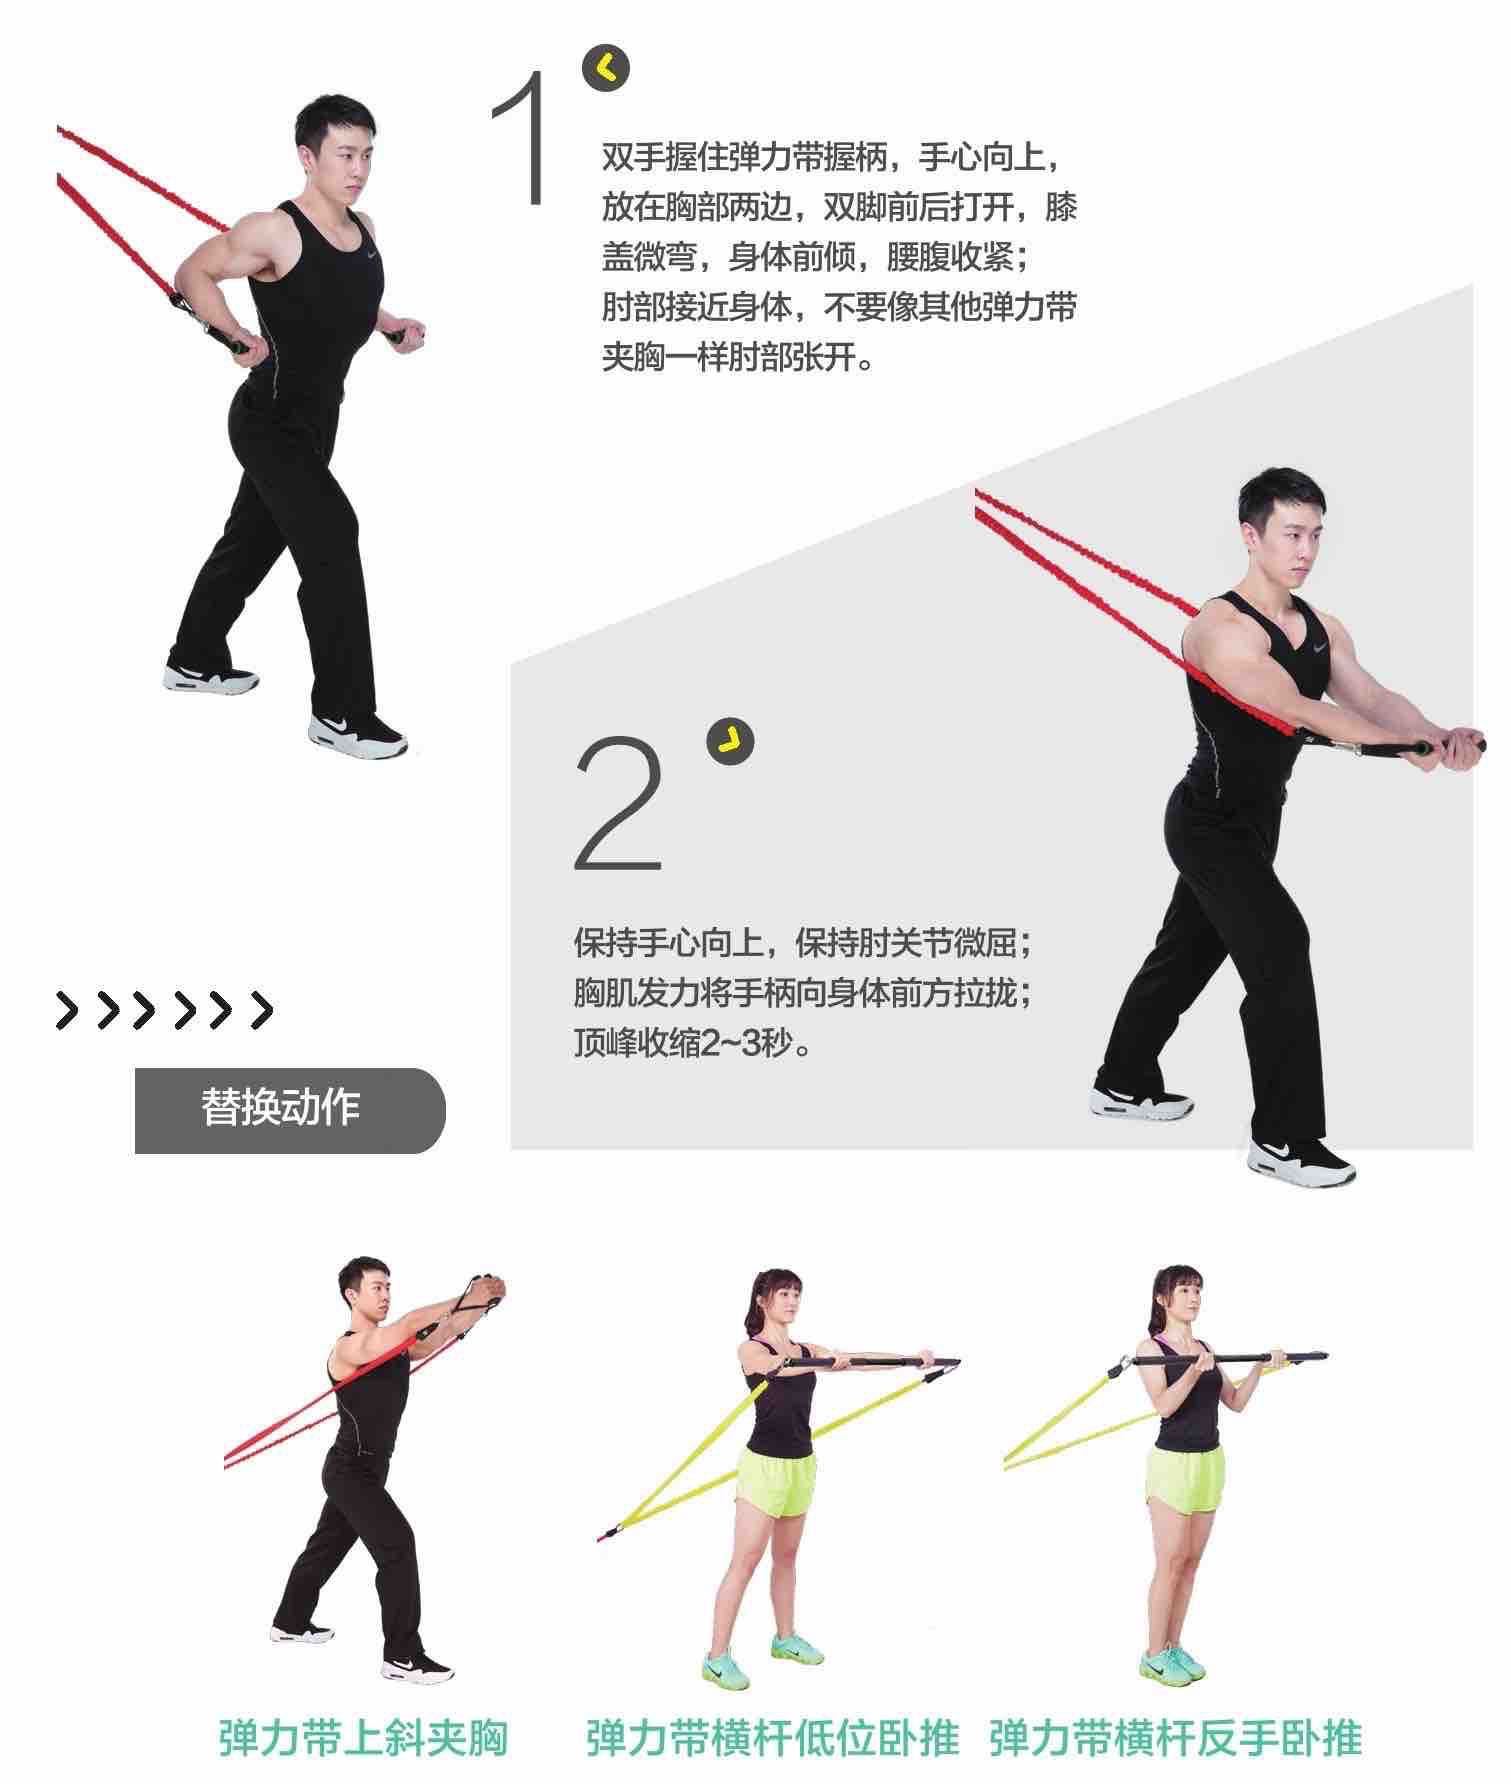 1
双手握住弹力带握柄，手心向上，
放在胸部两边，双脚前后打开，膝
盖微弯，身体前倾，腰腹收紧；
肘部接近身体，不要像其他弹力带
夹胸一样肘部张开。
2
保持手心向上，保持肘关节微屈；
胸肌发力将手柄向身体前方拉拢；
顶峰收缩2~3秒。
替换动作
弹力带上斜夹胸
弹力带横杆低位卧推
弹力带横杆反手卧推